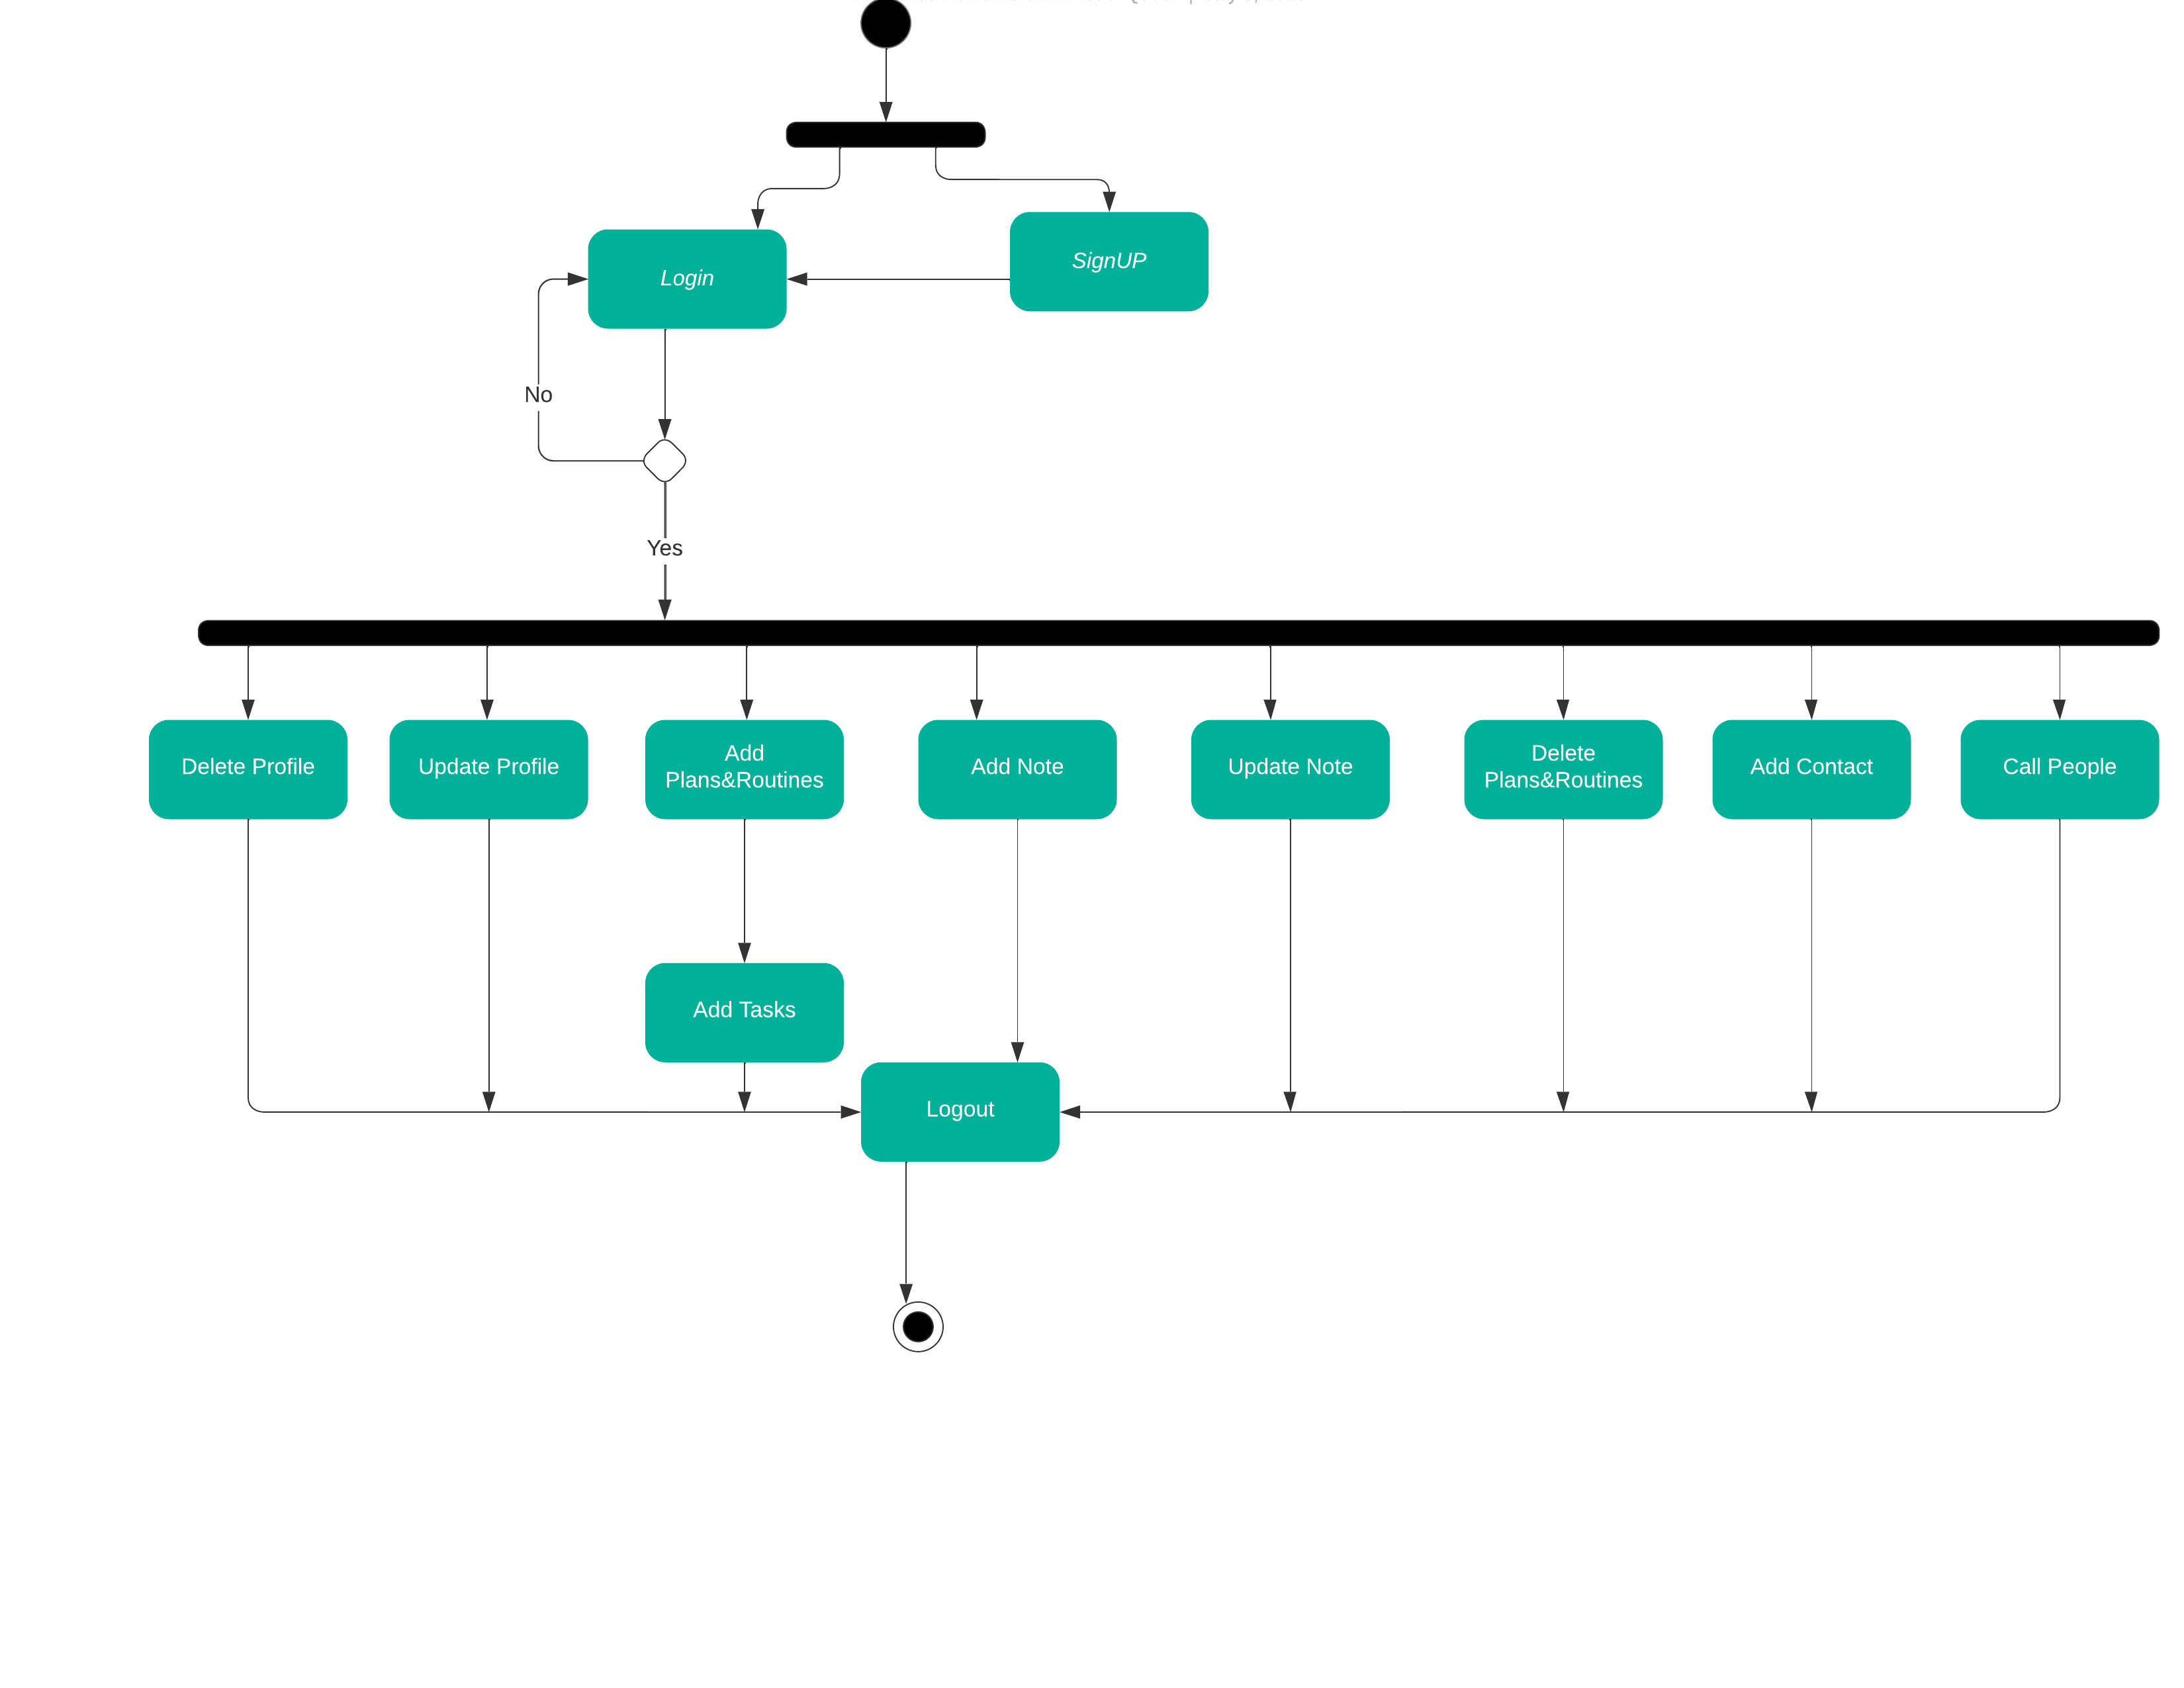 Login
SignUP
No
Yes
Delete Profile
Update Profile
Add
Plans&Routines
Add Note
Update Note
Delete
Plans&Routines
Add Contact
Call People
Add Tasks
Logout